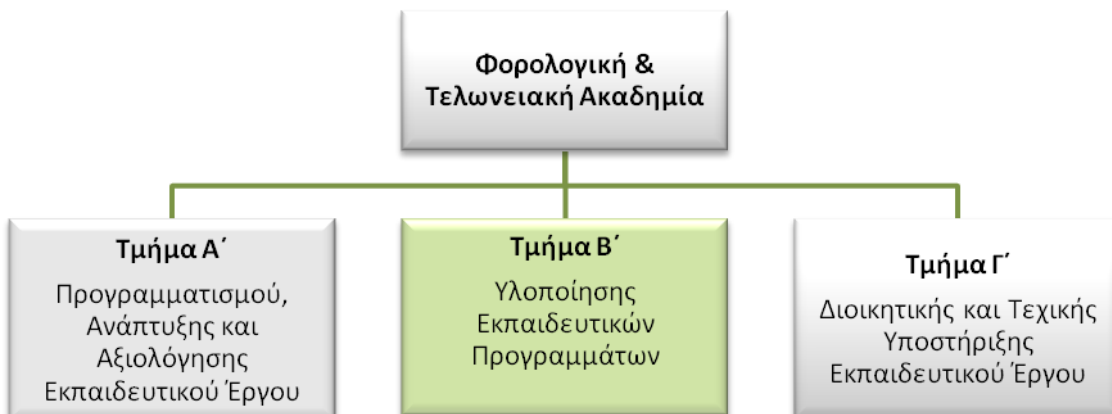 Φορολογική &
Τελωνειακή Ακαδημία
Τμήμα Α΄
Προγραμματισμού,
Ανάπτυξης και
Αξιολόγησης
Εκπαιδευτικού Έργου
Τμήμα Β΄
Υλοποίησης
Εκπαιδευτικών
Προγραμμάτων
Τμήμα Γ΄
Διοικητικής και Τεχικής
Υποστήριξης
Εκπαιδευτικού Έργου